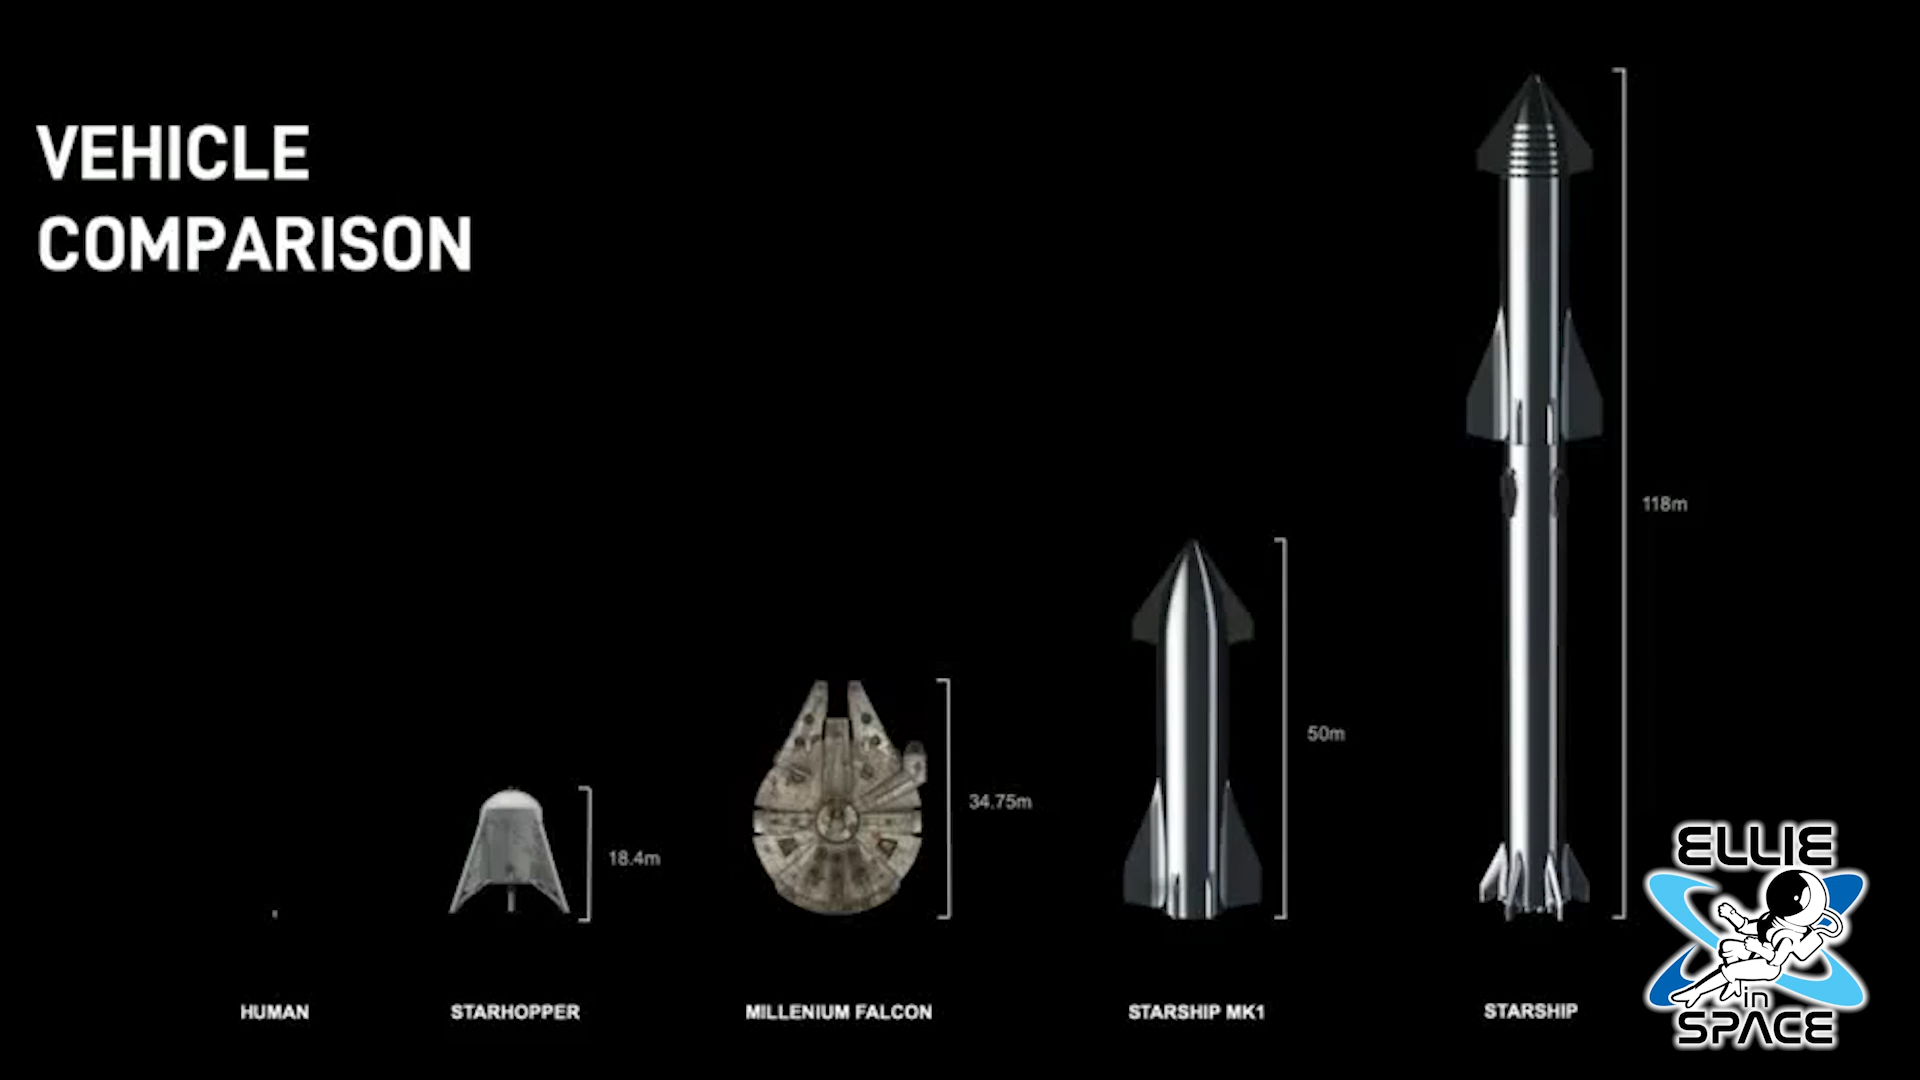 VEHICLE
COMPARISON
118m
50m
34.75m
18.4m
HUMAN
STARHOPPER
MILLENIUM FALCON
STARSHIP MK1
STARSHIP
ELLIE
in
SPACE